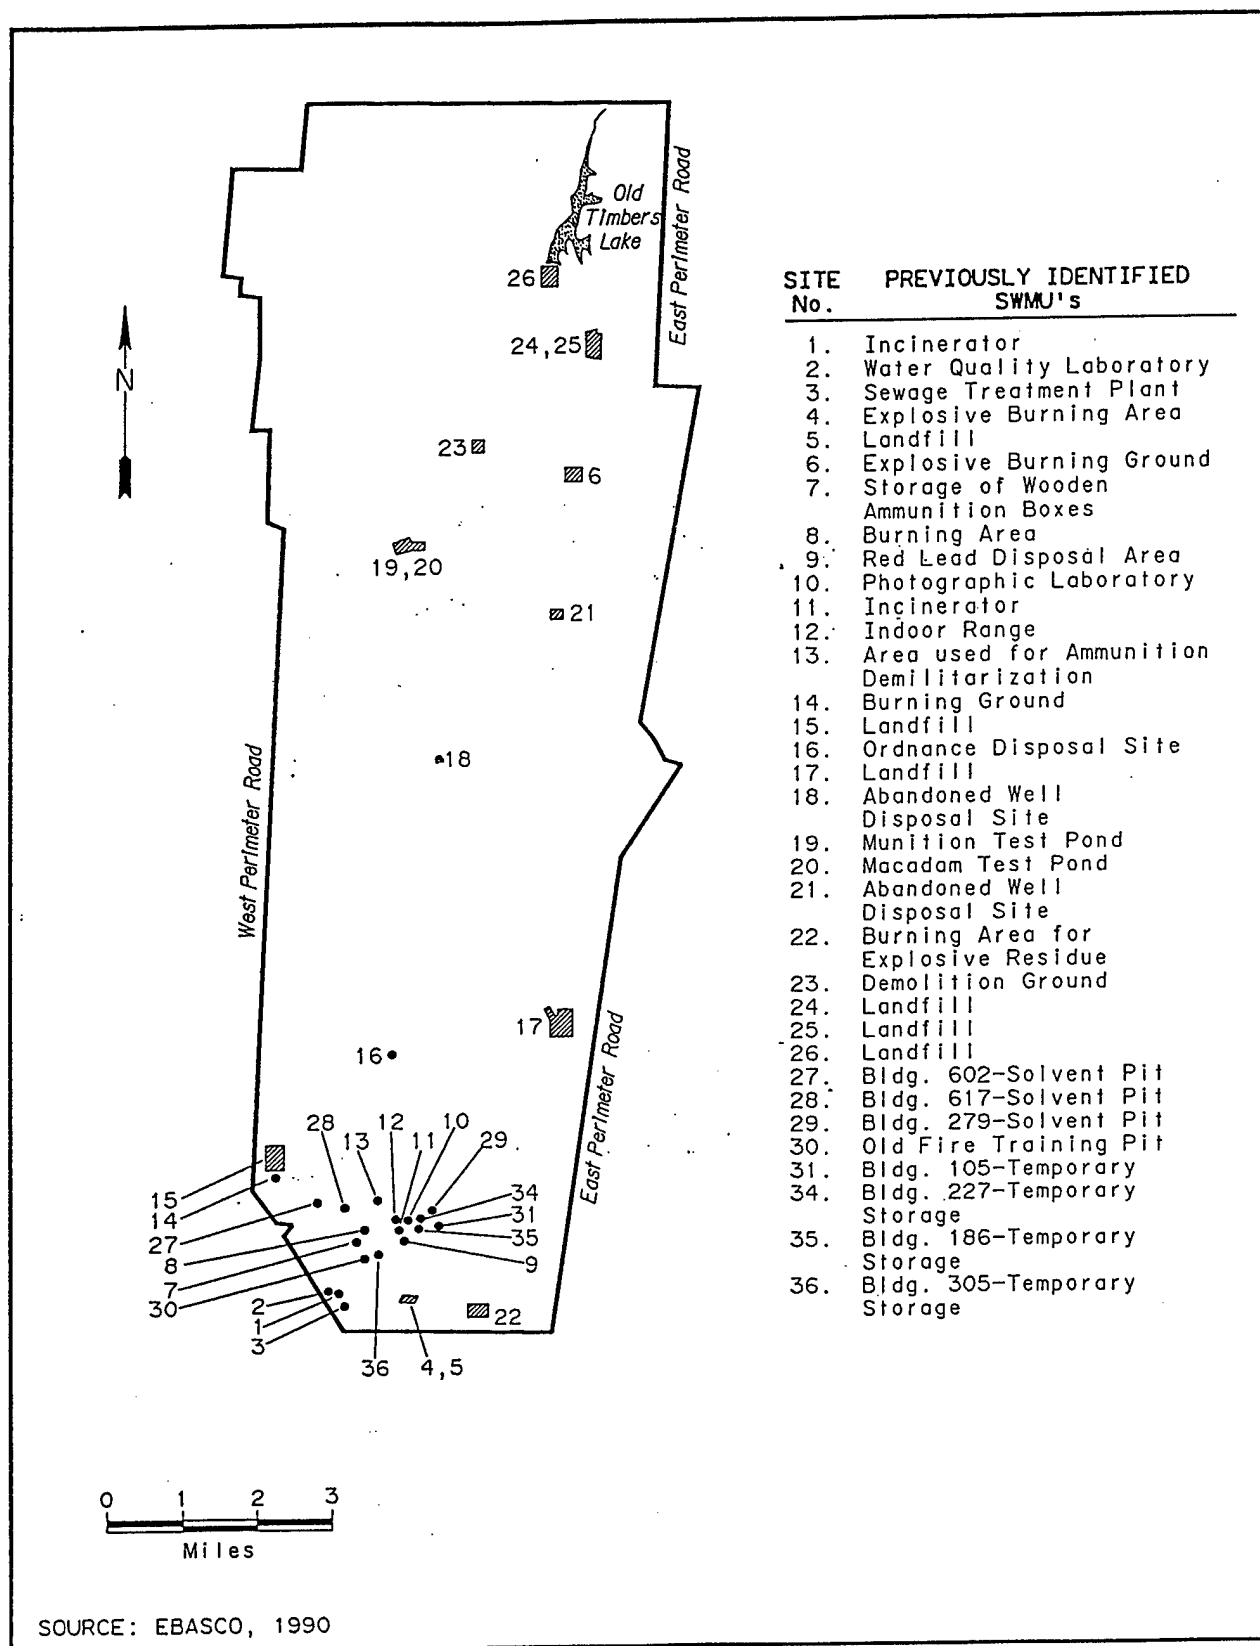 Old
Timbers
Lake
East Perimeter Road
26
24,25
N
23
6
19,20
21
18
West Perimeter Road
17
East Perimeter Road
16
28
13
12
11
10
29
15
14
27
8
7
30
2
1
3
34
31
35
9
22
36
4,5
0 1 2 3
Miles
SITE No.
PREVIOUSLY IDENTIFIED
SWMU's
1. Incinerator
2. Water Quality Laboratory
3. Sewage Treatment Plant
4. Explosive Burning Area
5. Landfill
6. Explosive Burning Ground
7. Storage of Wooden
Ammunition Boxes
8. Burning Area
9. Red Lead Disposal Area
10. Photographic Laboratory
11. Incinerator
12. Indoor Range
13. Area used for Ammunition
Demilitarization
14. Burning Ground
15. Landfill
16. Ordnance Disposal Site
17. Landfill
18. Abandoned Well
Disposal Site
19. Munition Test Pond
20. Macadam Test Pond
21. Abandoned Well
Disposal Site
22. Burning Area for
Explosive Residue
23. Demolition Ground
24. Landfill
25. Landfill
26. Landfill
27. Bldg. 602-Solvent Pit
28. Bldg. 617-Solvent Pit
29. Bldg. 279-Solvent Pit
30. Old Fire Training Pit
31. Bldg. 105-Temporary
34. Bldg. 227-Temporary
Storage
35. Bldg. 186-Temporary
Storage
36. Bldg. 305-Temporary
Storage
SOURCE: EBASCO, 1990